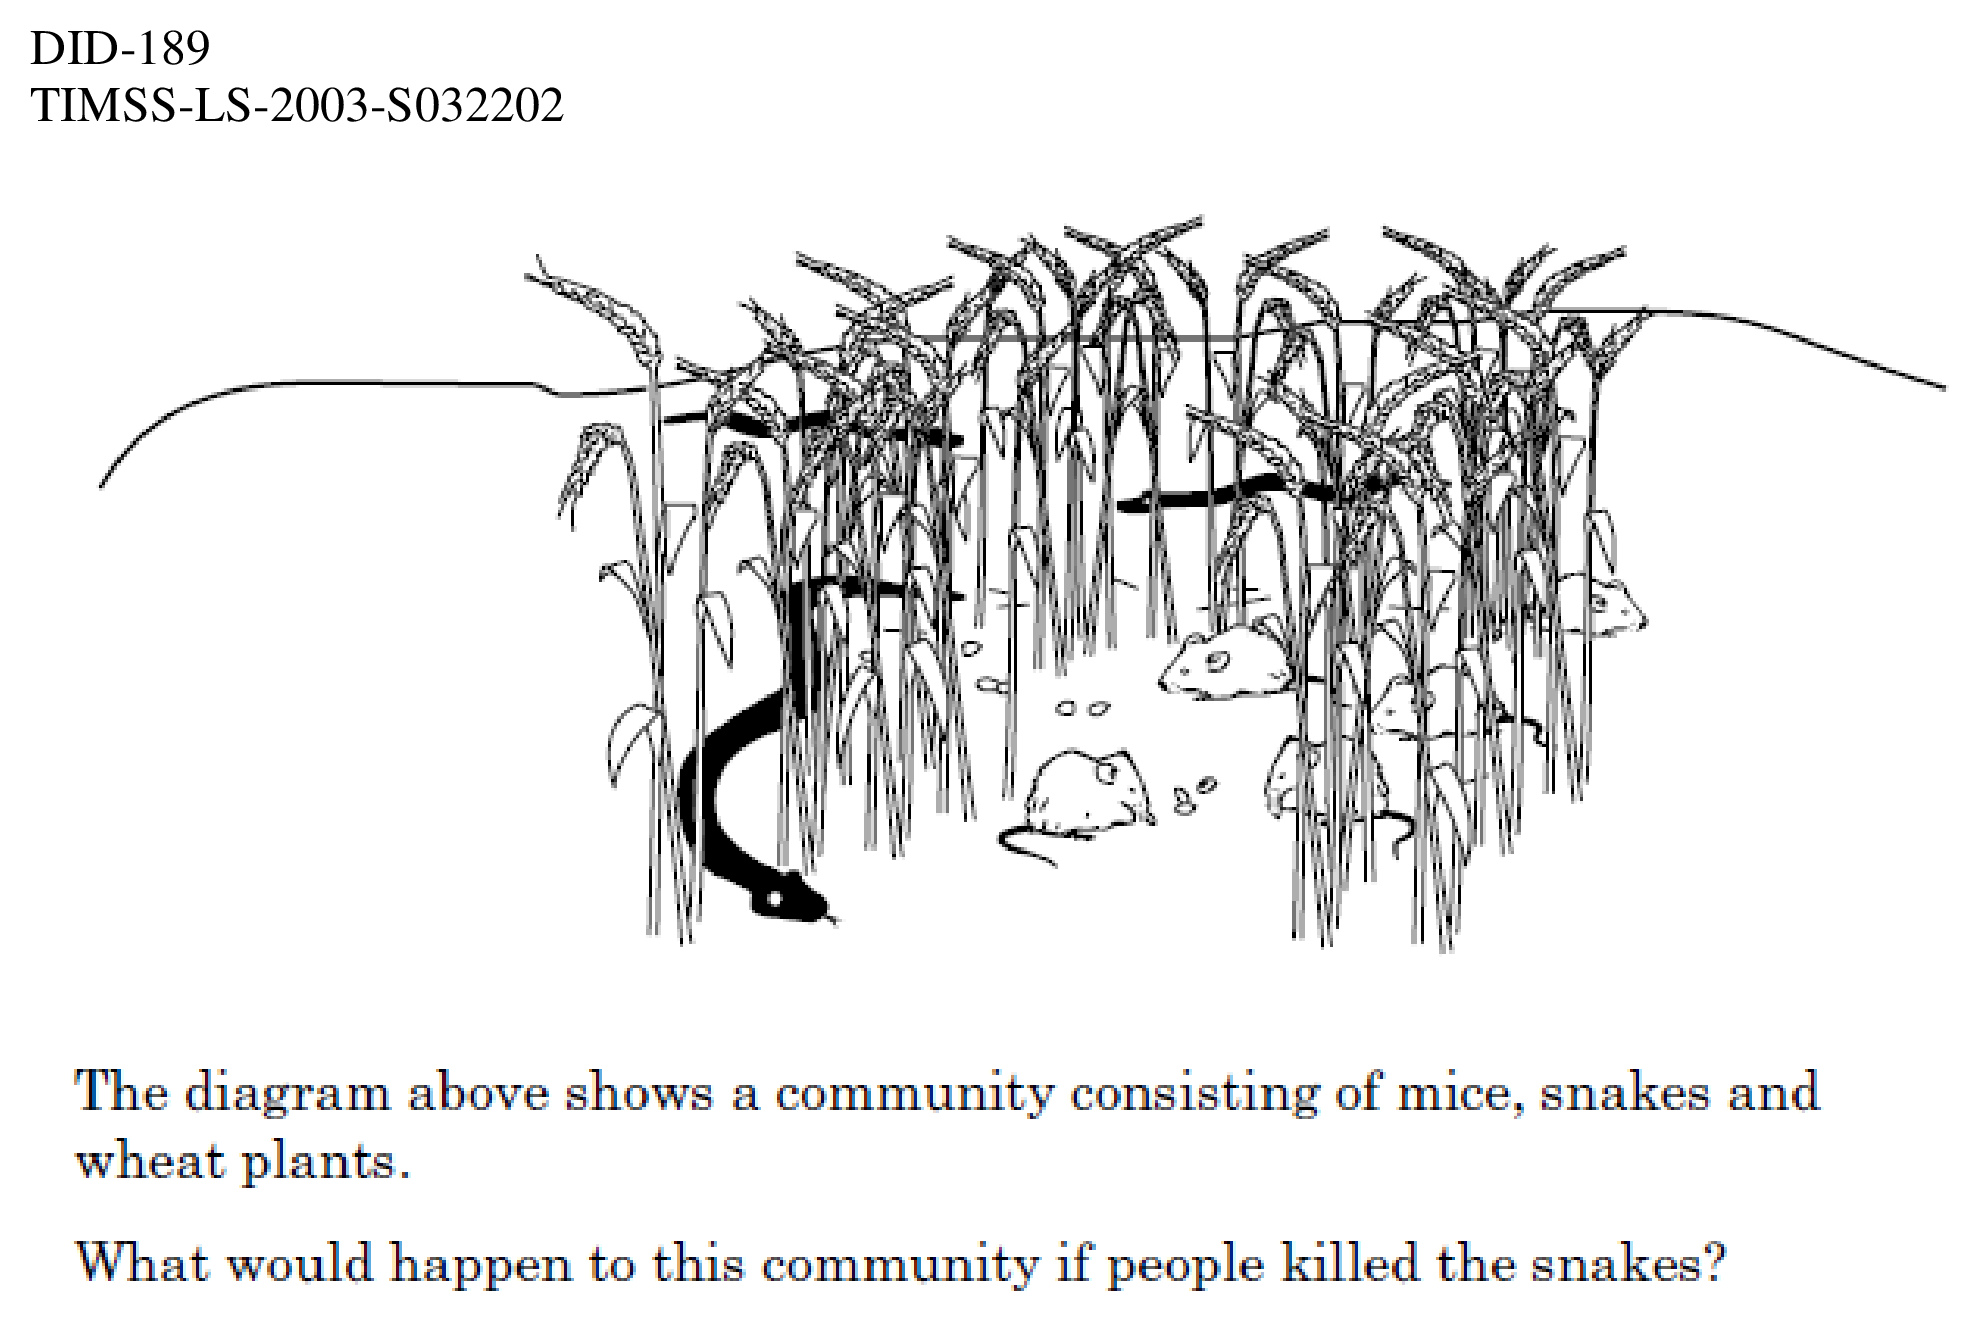 DID-189
TIMSS-LS-2003-S032202
The diagram above shows a community consisting of mice, snakes and
wheat plants.
What would happen to this community if people killed the snakes?